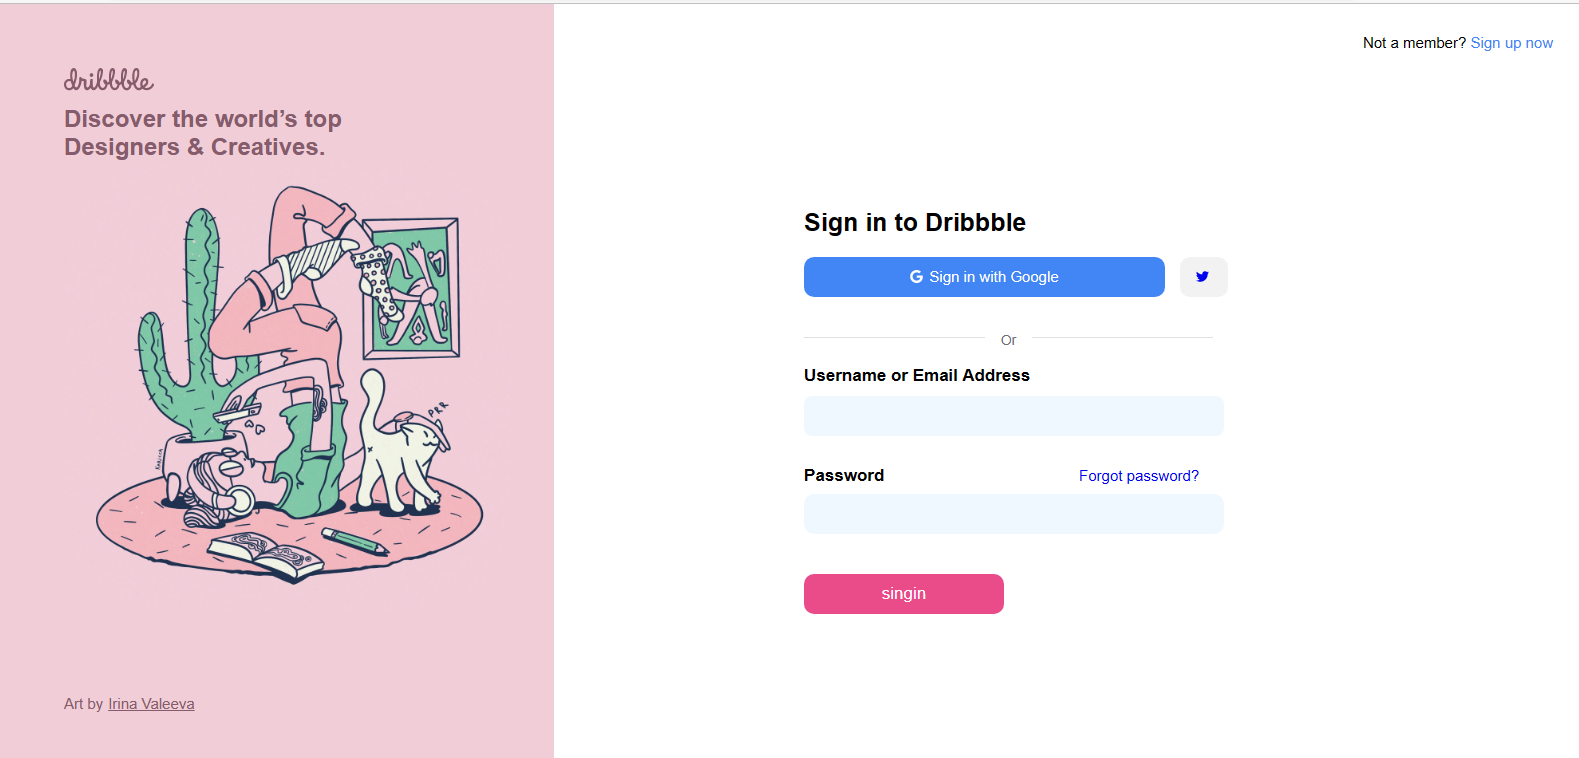 Not a member? Sign up now
dribbble
Discover the world’s top
Designers & Creatives.
PRR
Art by Irina Valeeva
Sign in to Dribbble
Sign in with Google
Or
Username or Email Address
Password
Forgot password?
singin